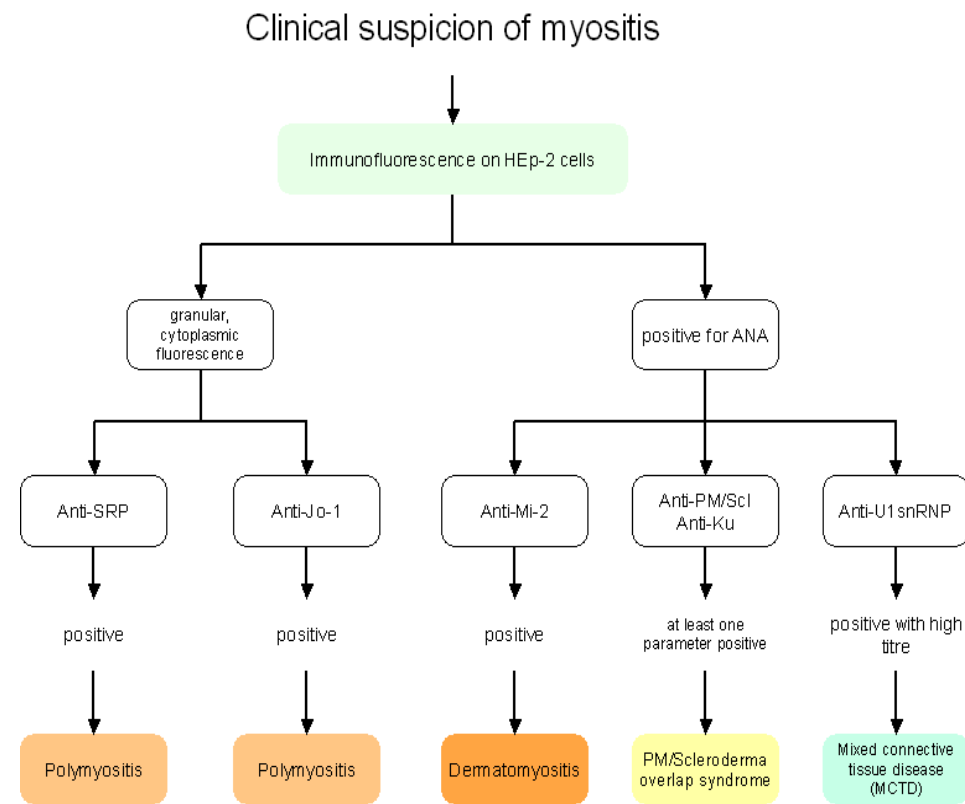 Clinical suspicion of myositis
Immunofluorescence on HEp-2 cells
granular,
cytoplasmic
fluorescence
positive for ANA
Anti-SRP
Anti-Jo-1
Anti-Mi-2
Anti-PM/Scl
Anti-Ku
Anti-U1snRNP
positive
positive
positive
at least one
parameter positive
positive with high
titre
Polymyositis
Polymyositis
Dermatomyositis
PM/Scleroderma
overlap syndrome
Mixed connective
tissue disease
(MCTD)